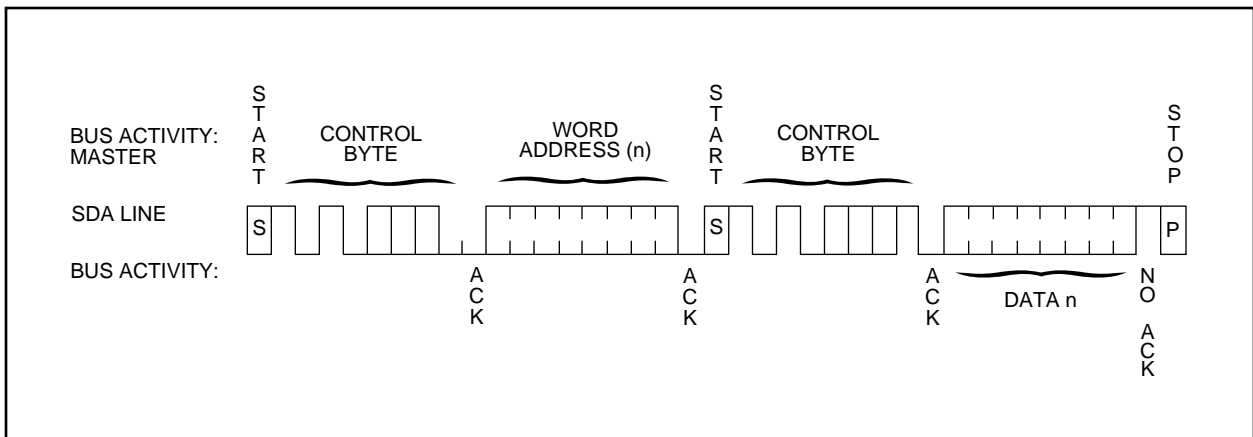 BUS ACTIVITY:
MASTER
START
CONTROL
BYTE
WORD
ADDRESS (n)
START
CONTROL
BYTE
STOP
SDA LINE
S
S
P
BUS ACTIVITY:
ACK
ACK
ACK
DATA n
NO ACK